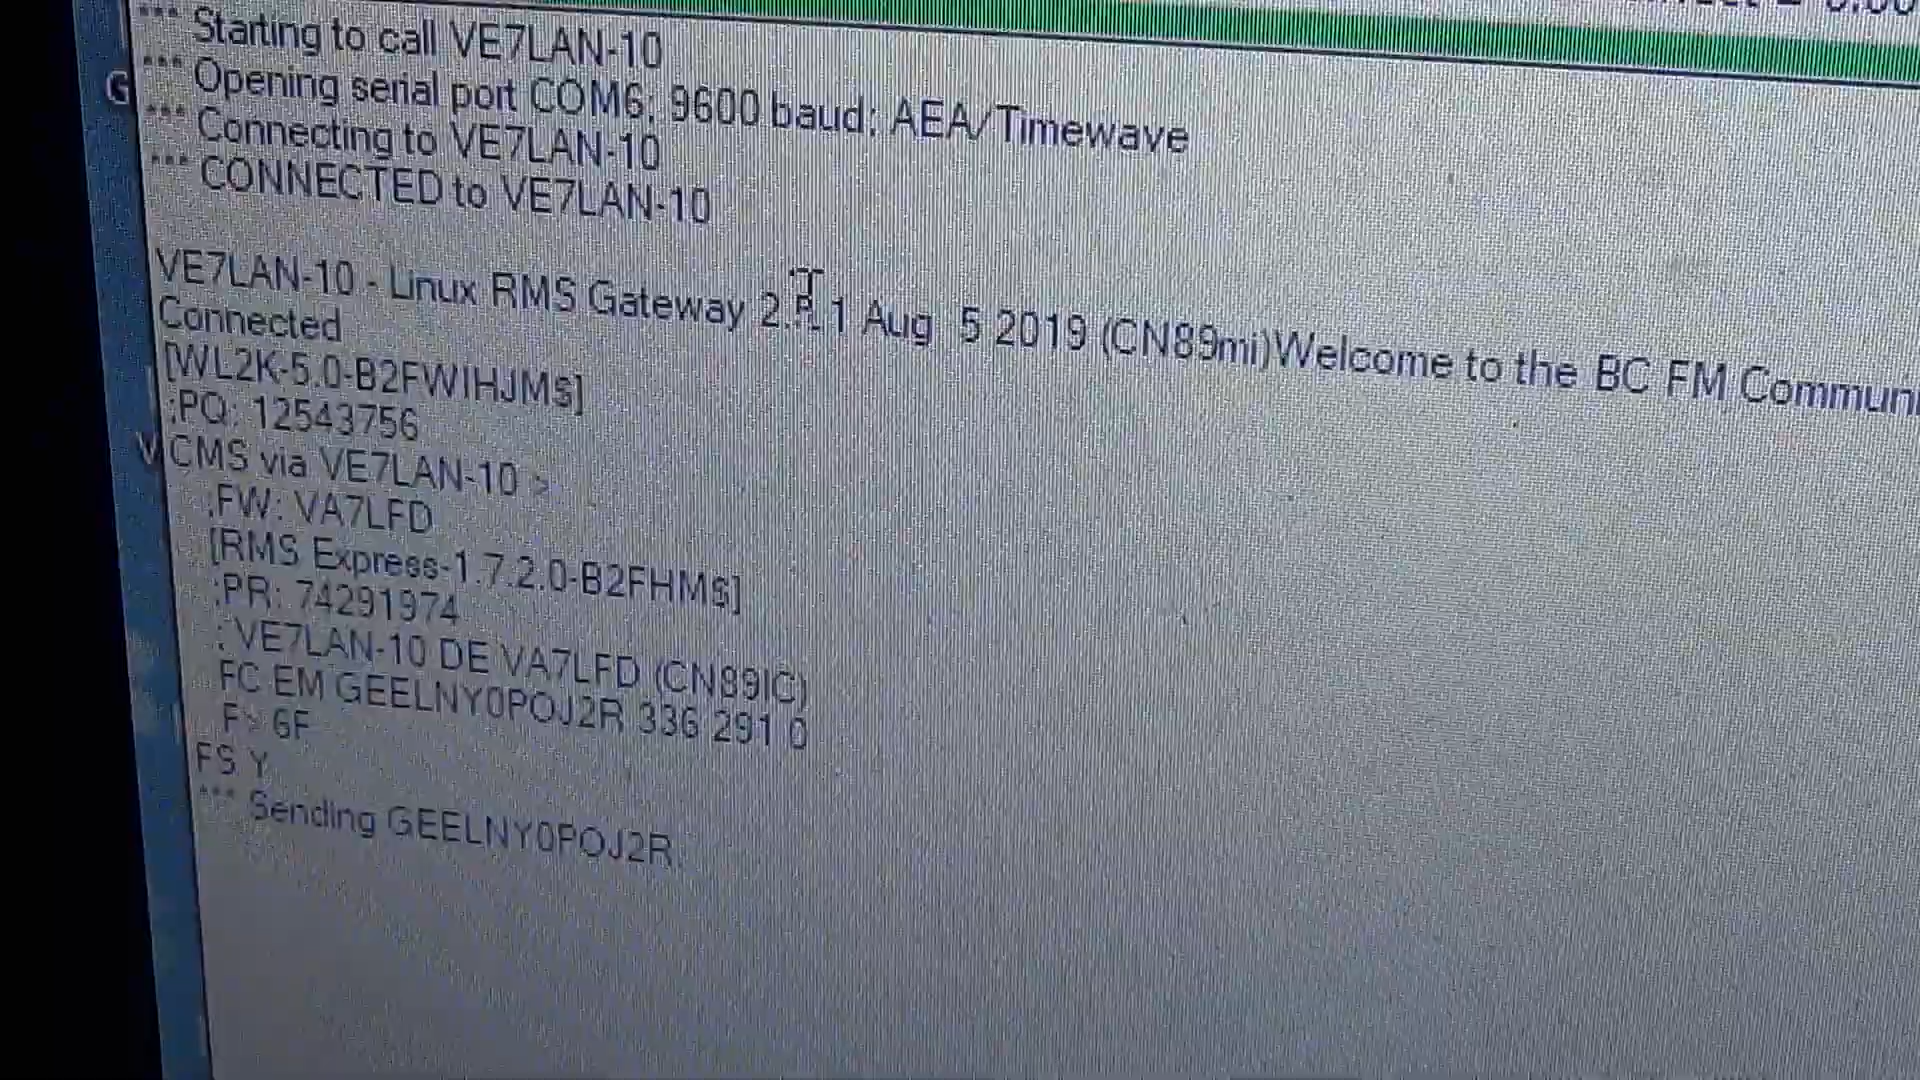 *** Starting to call VE7LAN-10
*** Opening serial port COM6; 9600 baud; AEA/Timewave
*** Connecting to VE7LAN-10
*** CONNECTED to VE7LAN-10
VE7LAN-10 - Linux RMS Gateway Aug 5 2019 (CN89mi)Welcome to the BC FM
Connected
[WL2K-5.0-B2FWIHJM$]
;PQ: 12543756
CMS via VE7LAN-10 >
;FW: VA7LFD
[RMS Express-1.7.2.0-B2FHM$]
;PR: 74291974
; VE7LAN-10 DE VA7LFD (CN89IC)
FC EM GEELNY0POJ2R 336 291 0
F> 6F
FS Y
*** Sending GEELNY0POJ2R